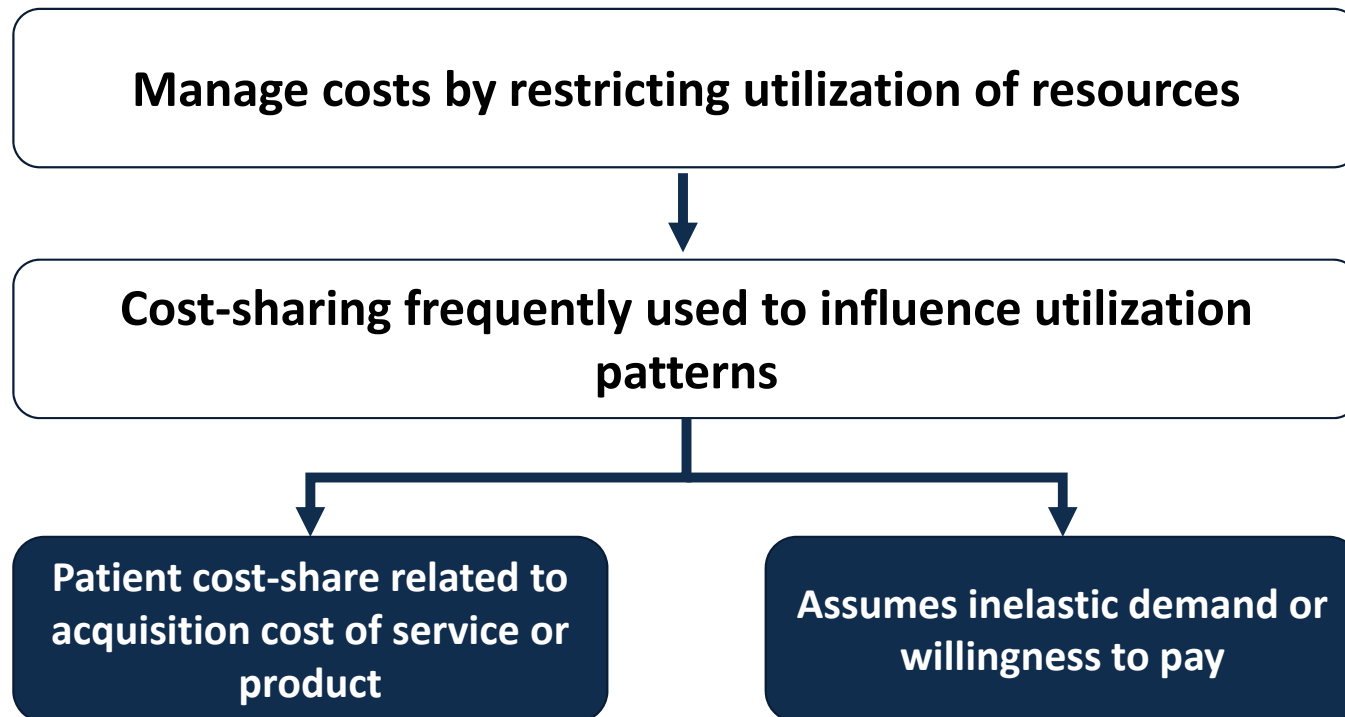 Manage costs by restricting utilization of resources
Cost-sharing frequently used to influence utilization
patterns
Patient cost-share related to
acquisition cost of service or
product
Assumes inelastic demand or
willingness to pay